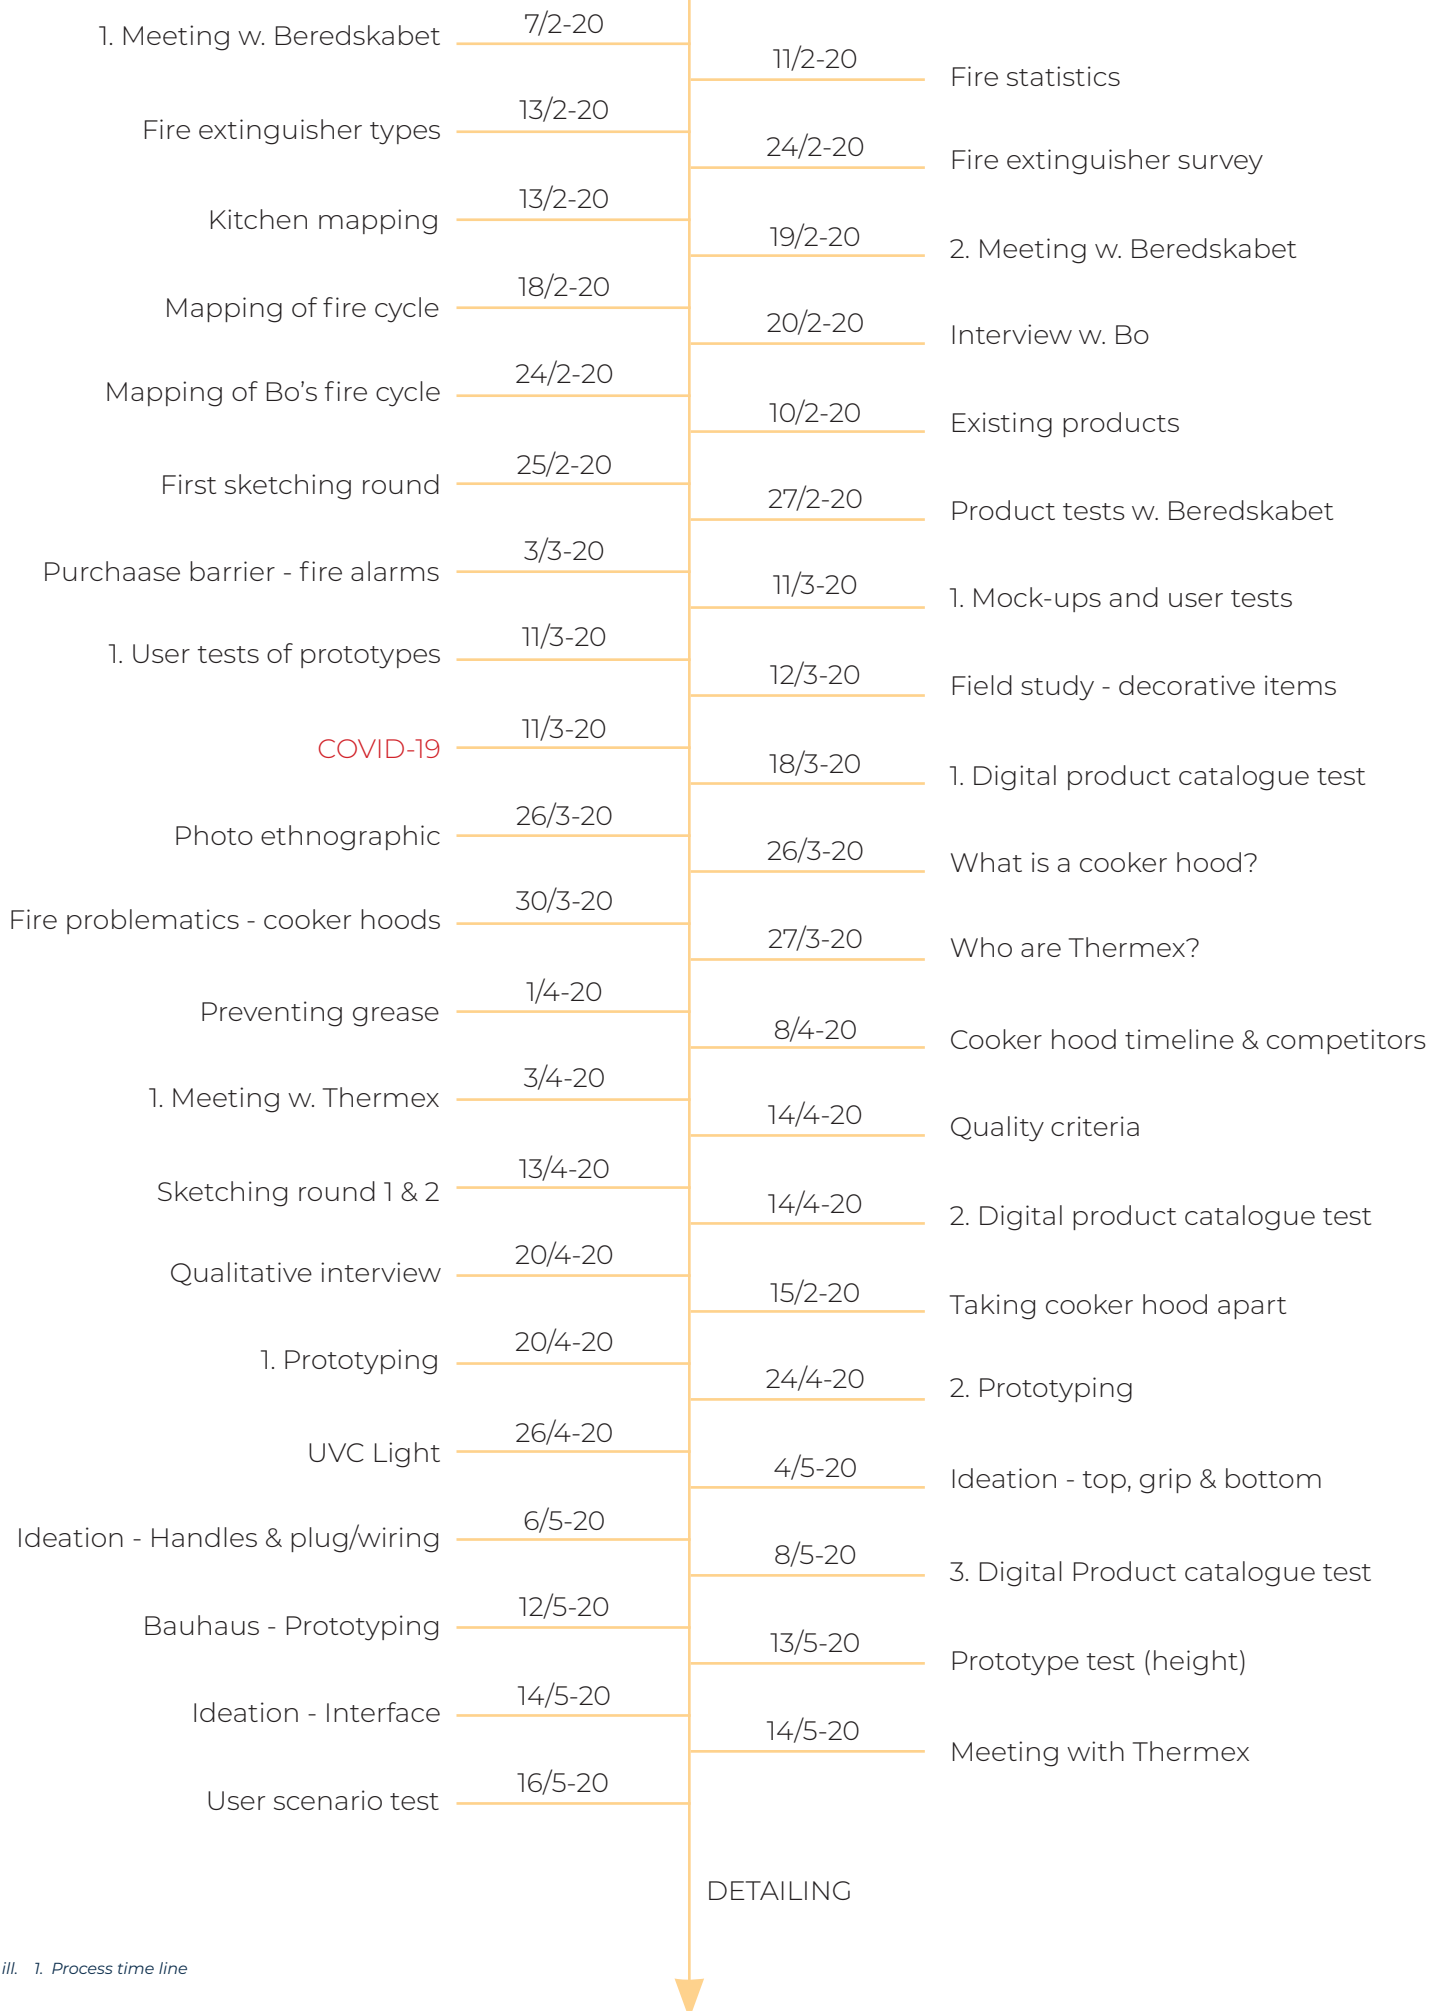 7/2-20
1. Meeting w. Beredskabet
11/2-20
Fire statistics
13/2-20
Fire extinguisher types
24/2-20
Fire extinguisher survey
13/2-20
Kitchen mapping
19/2-20
2. Meeting w. Beredskabet
18/2-20
Mapping of fire cycle
20/2-20
Interview w. Bo
24/2-20
Mapping of Bo's fire cycle
10/2-20
Existing products
25/2-20
First sketching round
27/2-20
Product tests w. Beredskabet
3/3-20
Purchaase barrier - fire alarms
11/3-20
1. Mock-ups and user tests
11/3-20
1. User tests of prototypes
12/3-20
Field study - decorative items
11/3-20
COVID-19
18/3-20
1. Digital product catalogue test
26/3-20
Photo ethnographic
26/3-20
What is a cooker hood?
30/3-20
Fire problematics - cooker hoods
27/3-20
Who are Thermex?
1/4-20
Preventing grease
8/4-20
Cooker hood timeline & competitors
3/4-20
1. Meeting w. Thermex
14/4-20
Quality criteria
13/4-20
Sketching round 1 & 2
14/4-20
2. Digital product catalogue test
20/4-20
Qualitative interview
15/2-20
Taking cooker hood apart
20/4-20
1. Prototyping
24/4-20
2. Prototyping
26/4-20
UVC Light
4/5-20
Ideation - top, grip & bottom
6/5-20
Ideation - Handles & plug/wiring
8/5-20
3. Digital Product catalogue test
12/5-20
Bauhaus - Prototyping
13/5-20
Prototype test (height)
14/5-20
Ideation - Interface
14/5-20
Meeting with Thermex
16/5-20
User scenario test
DETAILING
ill. 1. Process time line